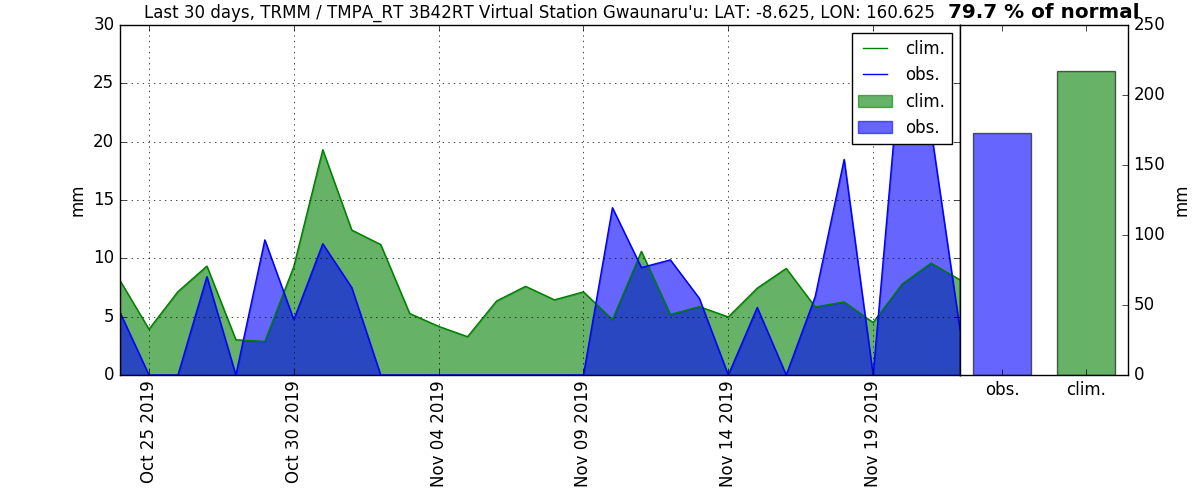 Last 30 days, TRMM / TMPA_RT 3B42RT Virtual Station Gwaunaru'u: LAT: -8.625, LON: 160.625
79.7 % of normal
mm
30
25
20
15
10
5
0
clim.
obs.
clim.
obs.
250
200
150
100
50
0
mm
Oct 25 2019
Oct 30 2019
Nov 04 2019
Nov 09 2019
Nov 14 2019
Nov 19 2019
obs.
clim.